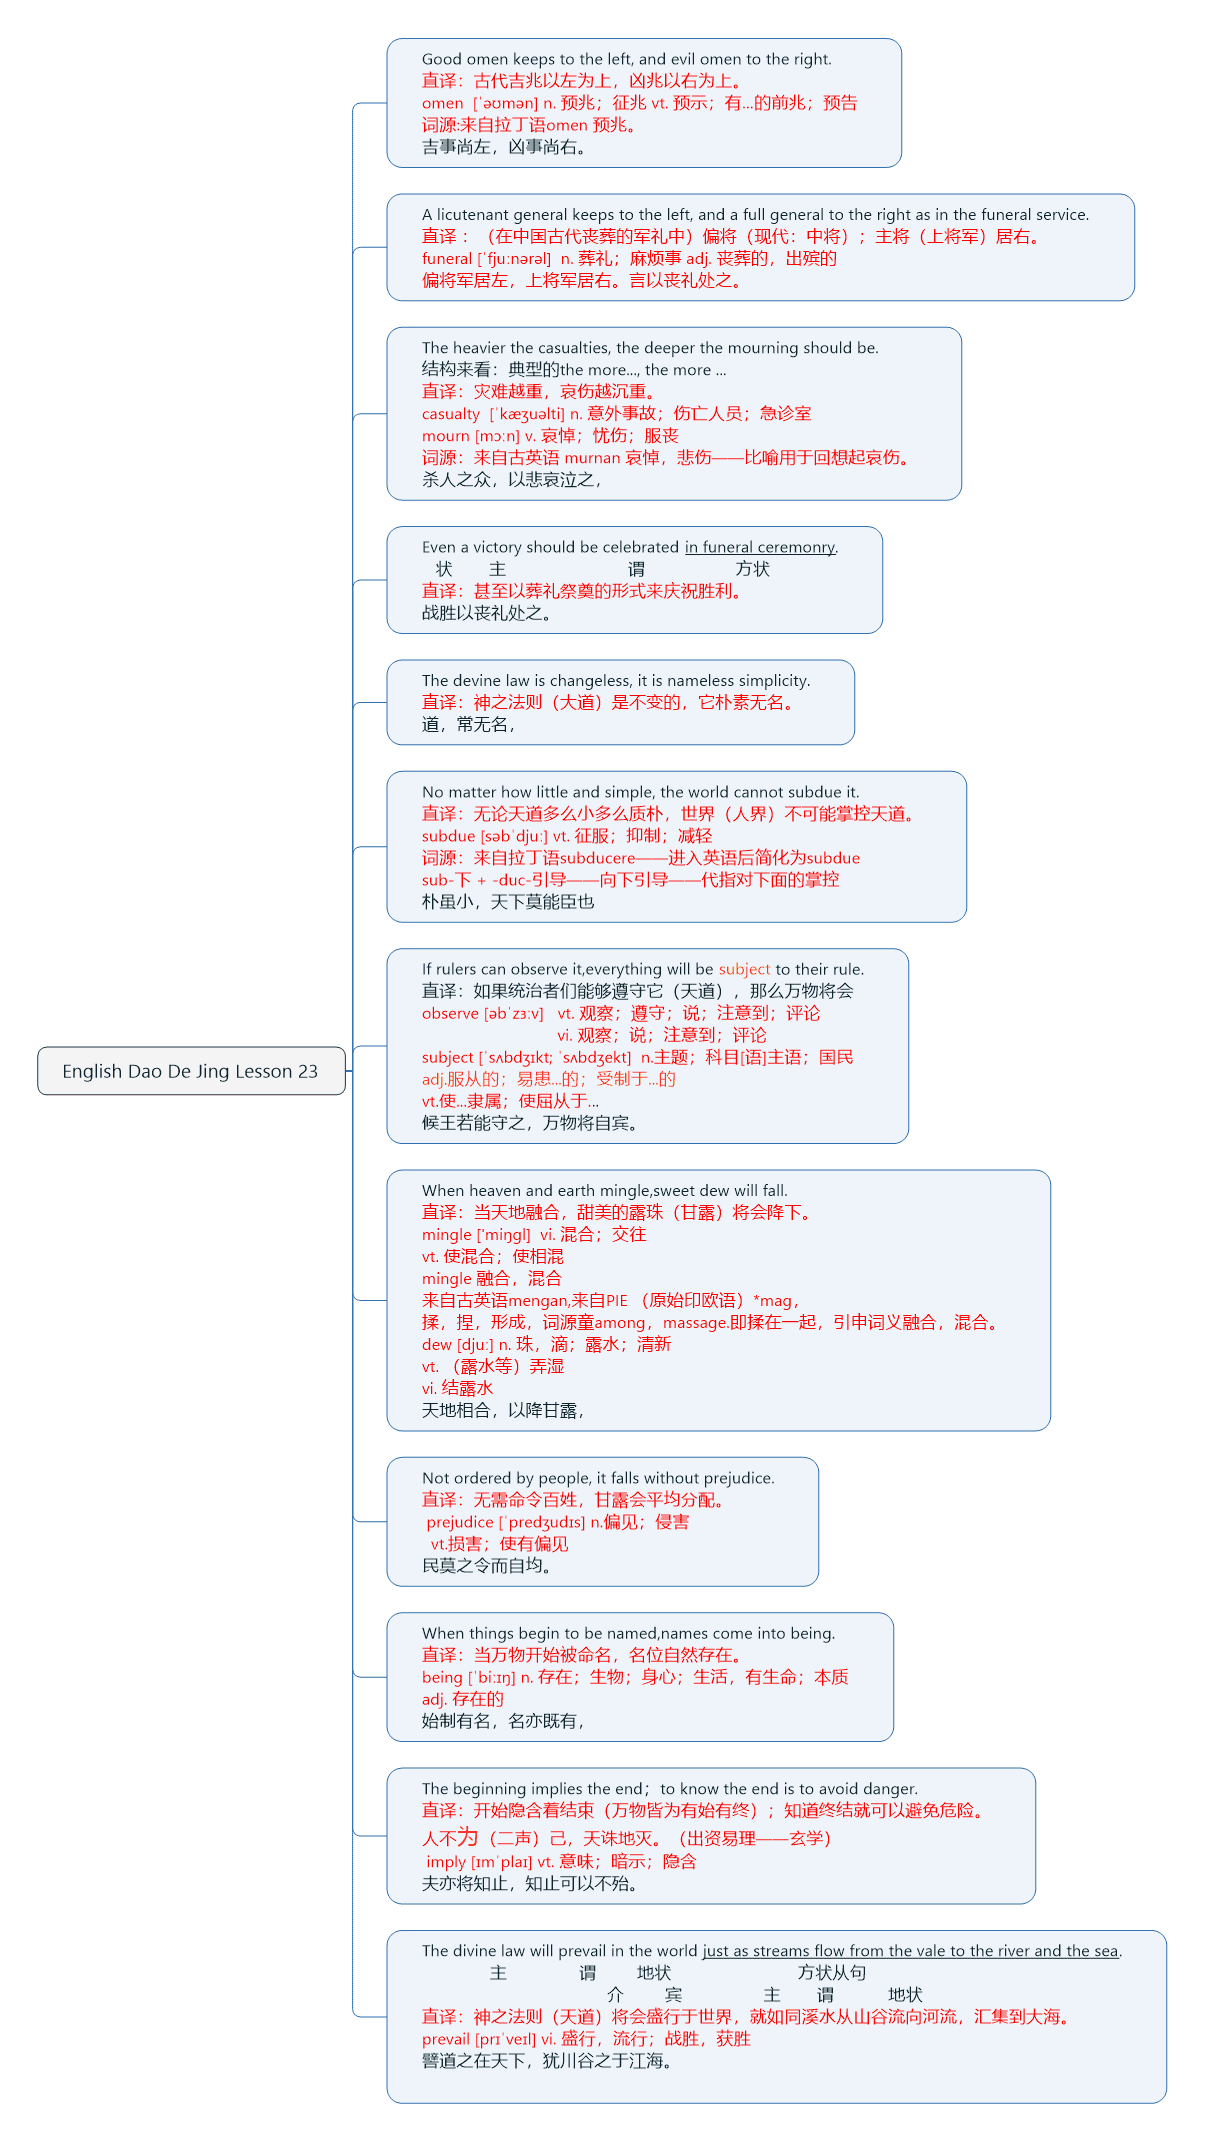 English Dao De Jing Lesson 23
Good omen keeps to the left, and evil omen to the right.
直译：古代吉兆以左为上，凶兆以右为上。
omen  [ˈəʊmən] n. 预兆；征兆 vt. 预示；有...的前兆；预告
词源:来自拉丁语omen 预兆。
吉事尚左，凶事尚右。
A licutenant general keeps to the left, and a full general to the right as in the funeral service.
直译 ：（在中国古代丧葬的军礼中）偏将（现代：中将）；主将（上将军）居右。
funeral [ˈfjuːnərəl]  n. 葬礼；麻烦事 adj. 丧葬的，出殡的
偏将军居左，上将军居右。言以丧礼处之。
The heavier the casualties, the deeper the mourning should be.
结构来看：典型的the more..., the more ...
直译：灾难越重，哀伤越沉重。
casualty  [ˈkæʒuəlti] n. 意外事故；伤亡人员；急诊室
mourn [mɔːn] v. 哀悼；忧伤；服丧
词源：来自古英语 murnan 哀悼，悲伤——比喻用于回想起哀伤。
杀人之众，以悲哀泣之，
Even a victory should be celebrated in funeral ceremonry.
状 主 谓 方状
直译：甚至以葬礼祭奠的形式来庆祝胜利。
战胜以丧礼处之。
The devine law is changeless, it is nameless simplicity.
直译：神之法则（大道）是不变的，它朴素无名。
道，常无名，
No matter how little and simple, the world cannot subdue it.
直译：无论天道多么小多么质朴，世界（人界）不可能掌控天道。
subdue [səbˈdjuː] vt. 征服；抑制；减轻
词源：来自拉丁语subducere——进入英语后简化为subdue
sub-下 + -duc-引导——向下引导——代指对下面的掌控
朴虽小，天下莫能臣也
If rulers can observe it,everything will be subject to their rule.
直译：如果统治者们能够遵守它（天道），那么万物将会
observe [əbˈzɜːv]   vt. 观察；遵守；说；注意到；评论
vi. 观察；说；注意到；评论
subject [ˈsʌbdʒɪkt; ˈsʌbdʒekt]  n.主题；科目[语]主语；国民
adj.服从的；易患...的；受制于...的
vt.使...隶属；使屈从于...
候王若能守之，万物将自宾。
When heaven and earth mingle,sweet dew will fall.
直译：当天地融合，甜美的露珠（甘露）将会降下。
mingle ['miŋgl]  vi. 混合；交往
vt. 使混合；使相混
mingle 融合，混合
来自古英语mengan,来自PIE （原始印欧语）*mag，
揉，捏，形成，词源童among，massage.即揉在一起，引申词义融合，混合。
dew [djuː] n. 珠，滴；露水；清新
vt. （露水等）弄湿
vi. 结露水
天地相合，以降甘露，
Not ordered by people, it falls without prejudice.
直译：无需命令百姓，甘露会平均分配。
prejudice [ˈpredʒudɪs] n.偏见；侵害
vt.损害；使有偏见
民莫之令而自均。
When things begin to be named,names come into being.
直译：当万物开始被命名，名位自然存在。
being [ˈbiːɪŋ] n. 存在；生物；身心；生活，有生命；本质
adj. 存在的
始制有名，名亦既有，
The beginning implies the end；to know the end is to avoid danger.
直译：开始隐含着结束（万物皆为有始有终）；知道终结就可以避免危险。
人不为（二声）己，天诛地灭。（出资易理——玄学）
imply [ɪmˈplaɪ] vt. 意味；暗示；隐含
夫亦将知止，知止可以不殆。
The divine law will prevail in the world just as streams flow from the vale to the river and the sea.
主 谓 地状 方状从句
介 宾 主 谓 地状
直译：神之法则（天道）将会盛行于世界，就如同溪水从山谷流向河流，汇集到大海。
prevail [prɪˈveɪl] vi. 盛行，流行；战胜，获胜
譬道之在天下，犹川谷之于江海。